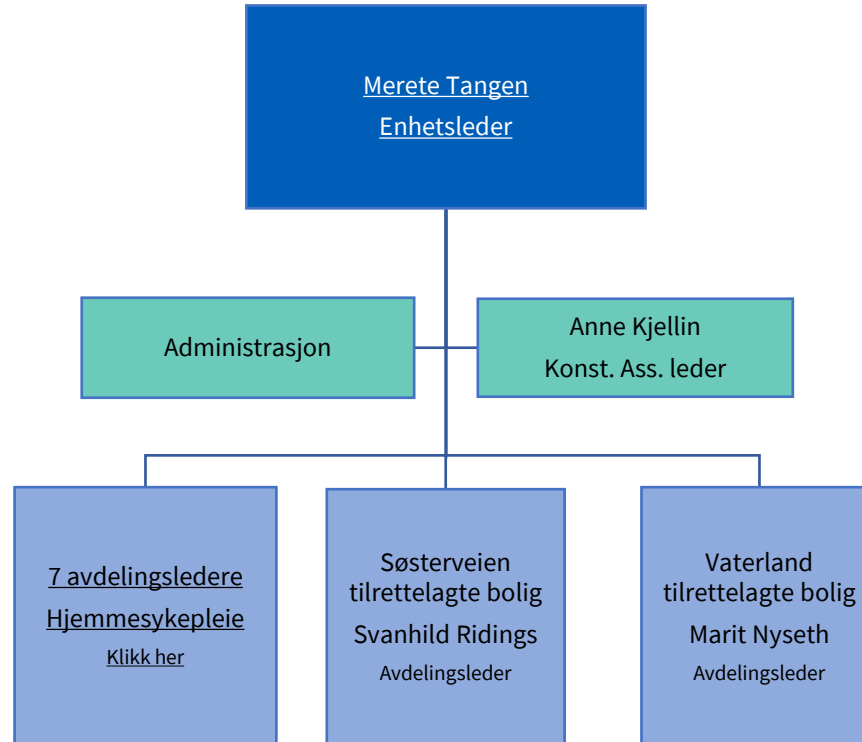 Merete Tangen
Enhetsleder
Administrasjon
Anne Kjellin
Konst. Ass. leder
7 avdelingsledere
Hjemmesykepleie
Klikk her
Søsterveien
tilrettelagte bolig
Svanhild Ridings
Avdelingsleder
Vaterland
tilrettelagte bolig
Marit Nyseth
Avdelingsleder